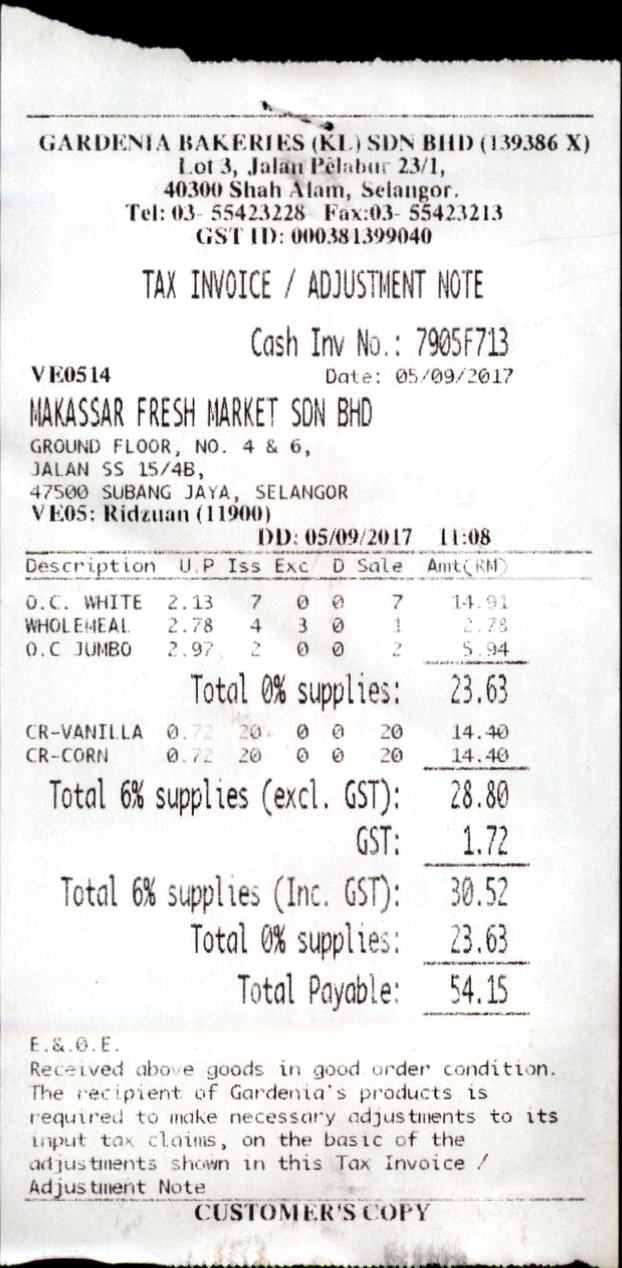 GARDENIA BAKERIES (KL) SDN BHD (139386 X)
Lot 3, Jalan Pelabur 23/1,
40300 Shah Alam, Selangor.
Tel: 03- 55423228 Fax:03- 55423213
GST ID: 000381399040
TAX INVOICE / ADJUSTMENT NOTE
Cash Inv No.: 7905F713
VE0514 Date: 05/09/2017
MAKASSAR FRESH MARKET SDN BHD
GROUND FLOOR, NO. 4 & 6,
JALAN SS 15/4B,
47500 SUBANG JAYA, SELANGOR
VE05: Ridzuan (11900)
DD: 05/09/2017 11:08
Description U.P Iss Exc D Sale Amt(RM)
O.C. WHITE 2.13 7 0 0 7 14.91
WHOLEMEAL 2.78 4 3 0 1 2.78
O.C JUMBO 2.97 2 0 0 2 5.94
Total 0% supplies: 23.63
CR-VANILLA 0.72 20 0 0 20 14.40
CR-CORN 0.72 20 0 0 20 14.40
Total 6% supplies (excl. GST): 28.80
GST: 1.72
Total 6% supplies (Inc. GST): 30.52
Total 0% supplies: 23.63
Total Payable: 54.15
E.&.O.E.
Received above goods in good order condition.
The recipient of Gardenia's products is
required to make necessary adjustments to its
input tax claims, on the basic of the
adjustments shown in this Tax Invoice /
Adjustment Note
CUSTOMER'S COPY